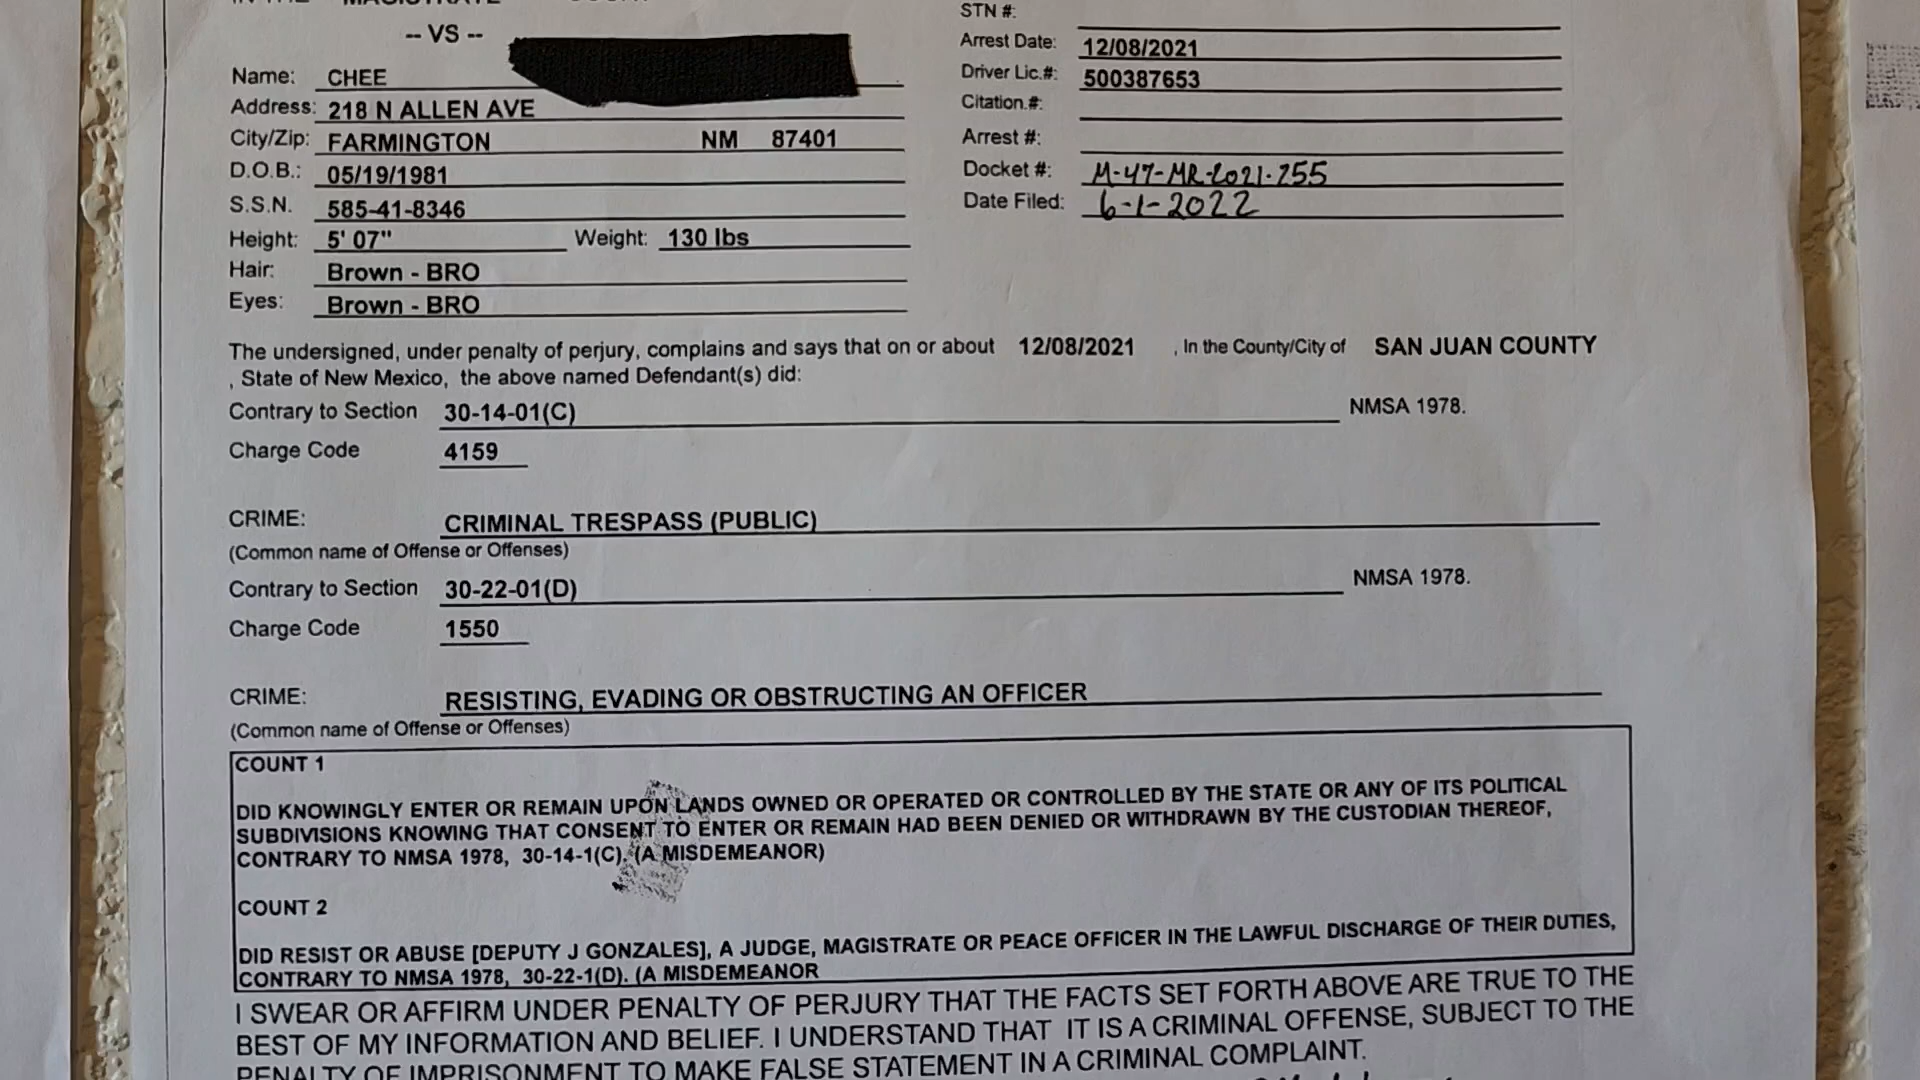 -- VS --
STN #:
Arrest Date: 12/08/2021
Name: CHEE
Driver Lic.#: 500387653
Address: 218 N ALLEN AVE
Citation.#:
City/Zip: FARMINGTON NM 87401
Arrest #:
D.O.B.: 05/19/1981
Docket #: M-47-MR-2021-255
S.S.N. 585-41-8346
Date Filed: 6-1-2022
Height: 5' 07" Weight: 130 lbs
Hair: Brown - BRO
Eyes: Brown - BRO
The undersigned, under penalty of perjury, complains and says that on or about 12/08/2021 , In the County/City of SAN JUAN COUNTY
, State of New Mexico, the above named Defendant(s) did:
Contrary to Section 30-14-01(C) NMSA 1978.
Charge Code 4159
CRIME: CRIMINAL TRESPASS (PUBLIC)
(Common name of Offense or Offenses)
Contrary to Section 30-22-01(D) NMSA 1978.
Charge Code 1550
CRIME: RESISTING, EVADING OR OBSTRUCTING AN OFFICER
(Common name of Offense or Offenses)
COUNT 1
DID KNOWINGLY ENTER OR REMAIN UPON LANDS OWNED OR OPERATED OR CONTROLLED BY THE STATE OR ANY OF ITS POLITICAL
SUBDIVISIONS KNOWING THAT CONSENT TO ENTER OR REMAIN HAD BEEN DENIED OR WITHDRAWN BY THE CUSTODIAN THEREOF,
CONTRARY TO NMSA 1978, 30-14-1(C). (A MISDEMEANOR)
COUNT 2
DID RESIST OR ABUSE [DEPUTY J GONZALES], A JUDGE, MAGISTRATE OR PEACE OFFICER IN THE LAWFUL DISCHARGE OF THEIR DUTIES,
CONTRARY TO NMSA 1978, 30-22-1(D). (A MISDEMEANOR
I SWEAR OR AFFIRM UNDER PENALTY OF PERJURY THAT THE FACTS SET FORTH ABOVE ARE TRUE TO THE
BEST OF MY INFORMATION AND BELIEF. I UNDERSTAND THAT IT IS A CRIMINAL OFFENSE, SUBJECT TO THE
PENALTY OF IMPRISONMENT TO MAKE FALSE STATEMENT IN A CRIMINAL COMPLAINT.